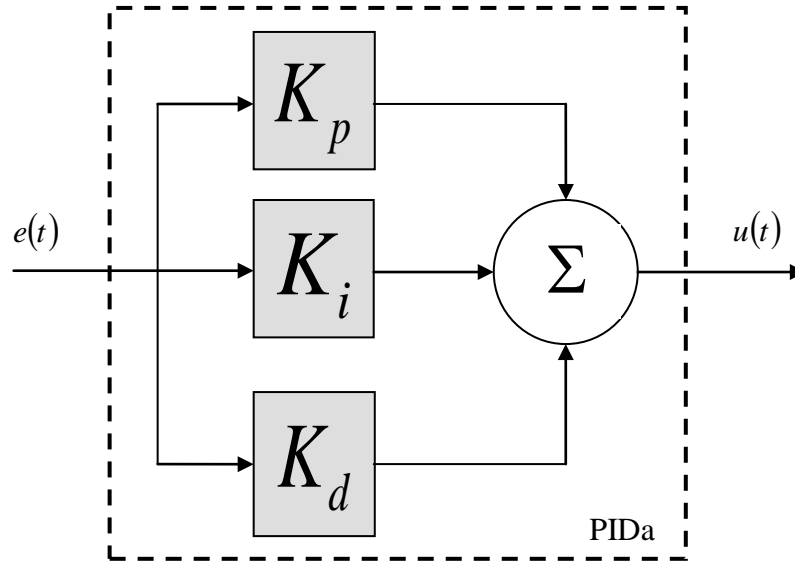 K_p
e(t)
K_i
Σ
u(t)
K_d
PIDa